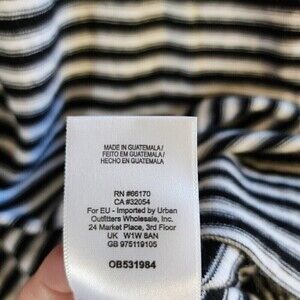 MADE IN GUATEMALA/
FEITO EM GUATEMALA/
HECHO EN GUATEMALA
RN #66170
CA #32054
For EU - Imported by Urban
Outfitters Wholesale, Inc.
24 Market Place, 3rd Floor
UK W1W 8AN
GB 975119105
OB531984